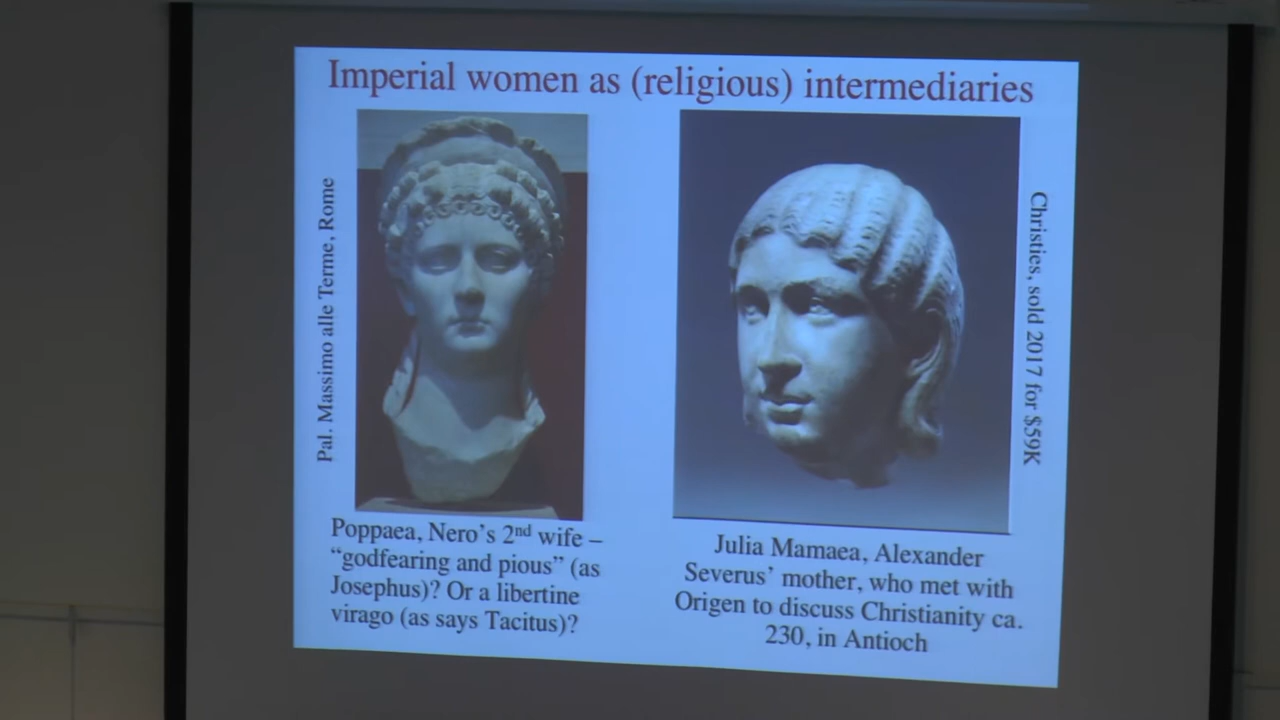 Imperial women as (religious) intermediaries
Pal. Massimo alle Terme, Rome
Christies, sold 2017 for $59K
Poppaea, Nero's 2nd wife –
“godfearing and pious” (as
Josephus)? Or a libertine
virago (as says Tacitus)?
Julia Mamaea, Alexander
Severus' mother, who met with
Origen to discuss Christianity ca.
230, in Antioch